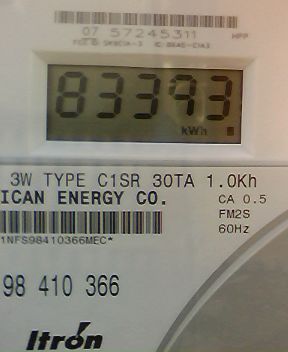 07 57245311 HPP
83393
kWh
3W TYPE C1SR 30TA 1.0Kh
ICAN ENERGY CO. CA 0.5
FM2S
1NFS98410366MEC* 60Hz
98 410 366
Itron